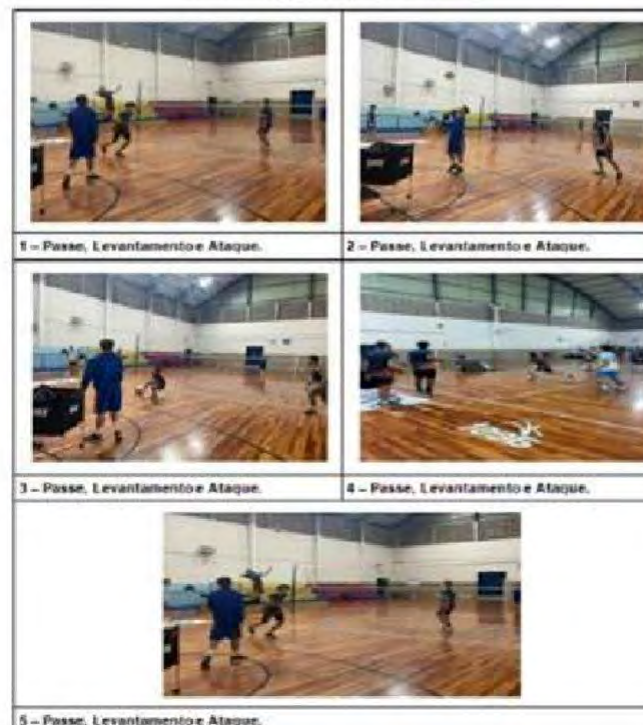 1 – Passe, Levantamento e Ataque.
2 – Passe, Levantamento e Ataque.
3 – Passe, Levantamento e Ataque.
4 – Passe, Levantamento e Ataque.
5 – Passe, Levantamento e Ataque.